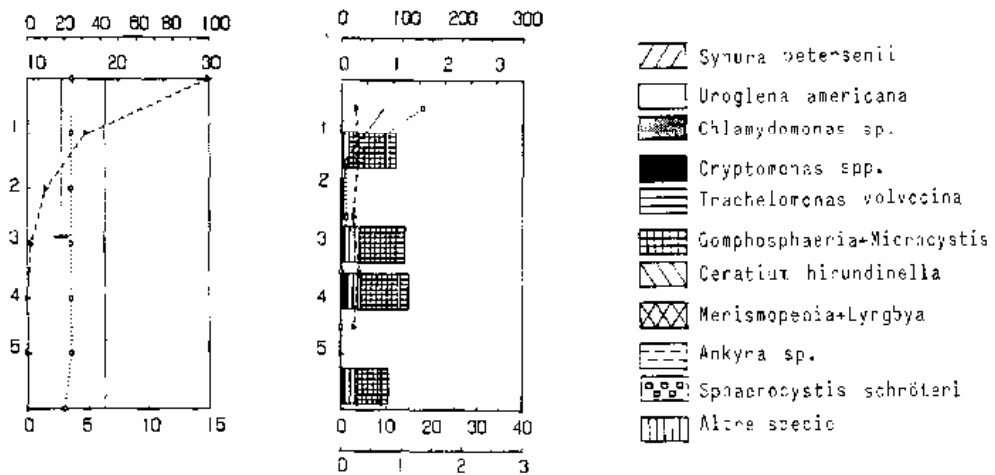 0 20 40 60 80 100
10 20 30
1
2
3
4
5
0 5 10 15
0 100 200 300
0 1 2 3
1
2
3
4
5
0 10 20 30 40
0 1 2 3
Synura petersenii
Uroglena americana
Chlamydomonas sp.
Cryptomonas spp.
Trachelomonas volvocina
Gomphosphaeria+Microcystis
Ceratium hirundinella
Merismopenia+Lyngbya
Ankyra sp.
Sphaerocystis schröteri
Altre specie